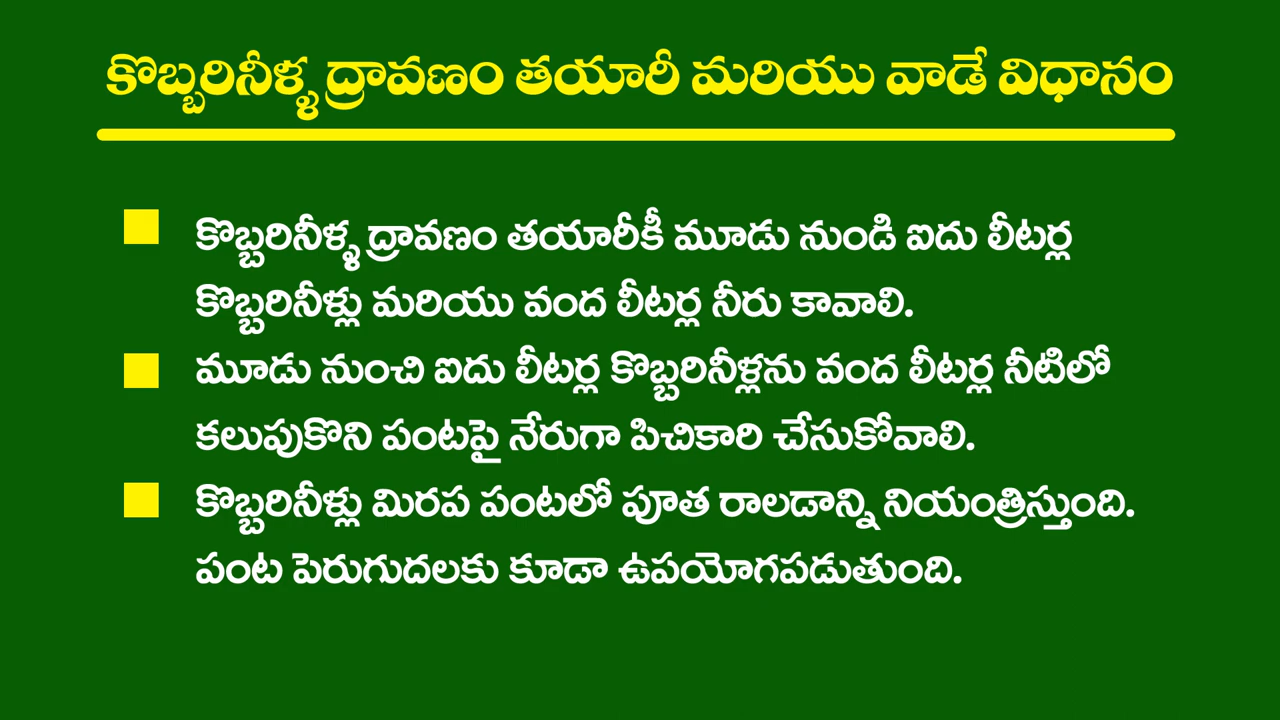 కొబ్బరినీళ్ళ ద్రావణం తయారీ మరియు వాడే విధానం
కొబ్బరినీళ్ళ ద్రావణం తయారీకీ మూడు నుండి ఐదు లీటర్ల
కొబ్బరినీళ్లు మరియు వంద లీటర్ల నీరు కావాలి.
మూడు నుంచి ఐదు లీటర్ల కొబ్బరినీళ్లను వంద లీటర్ల నీటిలో
కలుపుకొని పంటపై నేరుగా పిచికారి చేసుకోవాలి.
కొబ్బరినీళ్లు మిరప పంటలో పూత రాలడాన్ని నియంత్రిస్తుంది.
పంట పెరుగుదలకు కూడా ఉపయోగపడుతుంది.